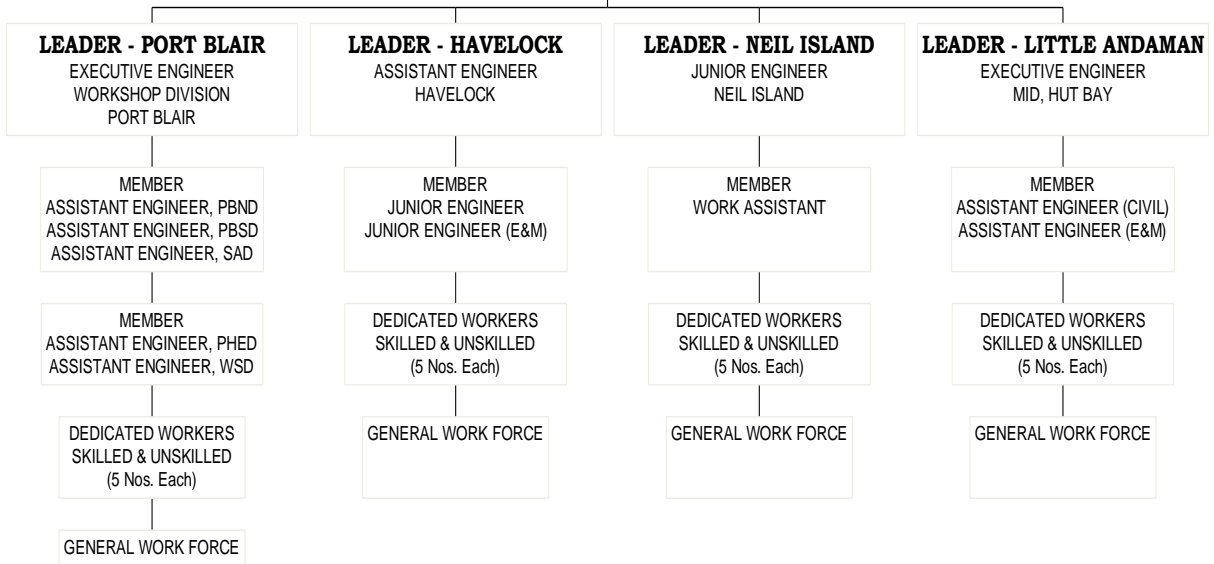 LEADER - PORT BLAIR
EXECUTIVE ENGINEER
WORKSHOP DIVISION
PORT BLAIR
MEMBER
ASSISTANT ENGINEER, PBND
ASSISTANT ENGINEER, PBSD
ASSISTANT ENGINEER, SAD
MEMBER
ASSISTANT ENGINEER, PHED
ASSISTANT ENGINEER, WSD
DEDICATED WORKERS
SKILLED & UNSKILLED
(5 Nos. Each)
GENERAL WORK FORCE
LEADER - HAVELOCK
ASSISTANT ENGINEER
HAVELOCK
MEMBER
JUNIOR ENGINEER
JUNIOR ENGINEER (E&M)
DEDICATED WORKERS
SKILLED & UNSKILLED
(5 Nos. Each)
GENERAL WORK FORCE
LEADER - NEIL ISLAND
JUNIOR ENGINEER
NEIL ISLAND
MEMBER
WORK ASSISTANT
DEDICATED WORKERS
SKILLED & UNSKILLED
(5 Nos. Each)
GENERAL WORK FORCE
LEADER - LITTLE ANDAMAN
EXECUTIVE ENGINEER
MID, HUT BAY
MEMBER
ASSISTANT ENGINEER (CIVIL)
ASSISTANT ENGINEER (E&M)
DEDICATED WORKERS
SKILLED & UNSKILLED
(5 Nos. Each)
GENERAL WORK FORCE